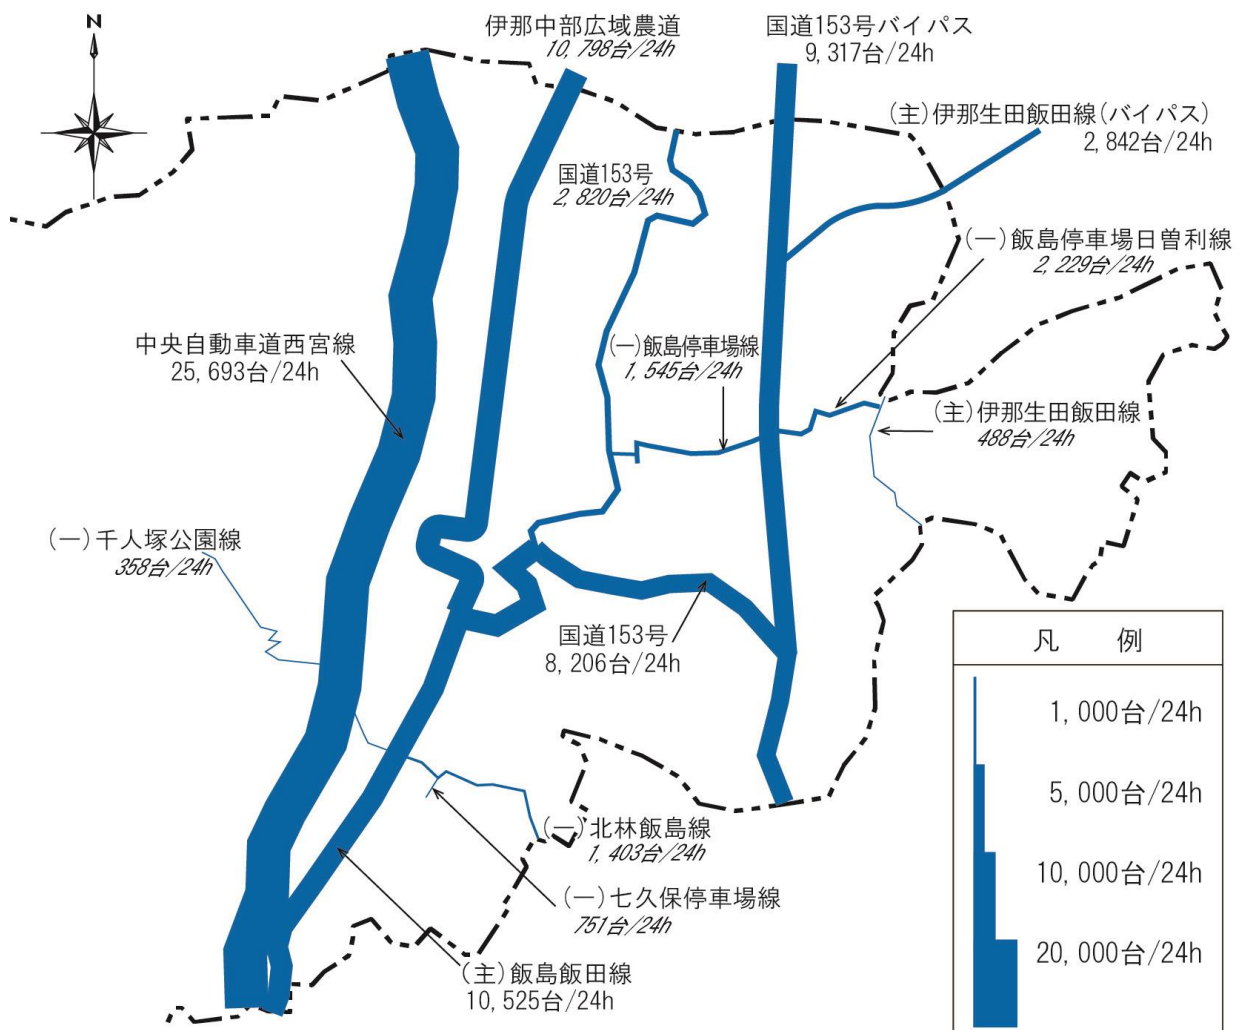 N
伊那中部広域農道
10,798台/24h
国道153号バイパス
9,317台/24h
(主)伊那生田飯田線(バイパス)
2,842台/24h
国道153号
2,820台/24h
(一)飯島停車場日曽利線
2,229台/24h
中央自動車道西宮線
25,693台/24h
(一)飯島停車場線
1,545台/24h
(主)伊那生田飯田線
488台/24h
(一)千人塚公園線
358台/24h
国道153号
8,206台/24h
(一)北林飯島線
1,403台/24h
(一)七久保停車場線
751台/24h
(主)飯島飯田線
10,525台/24h
凡 例
1,000台/24h
5,000台/24h
10,000台/24h
20,000台/24h